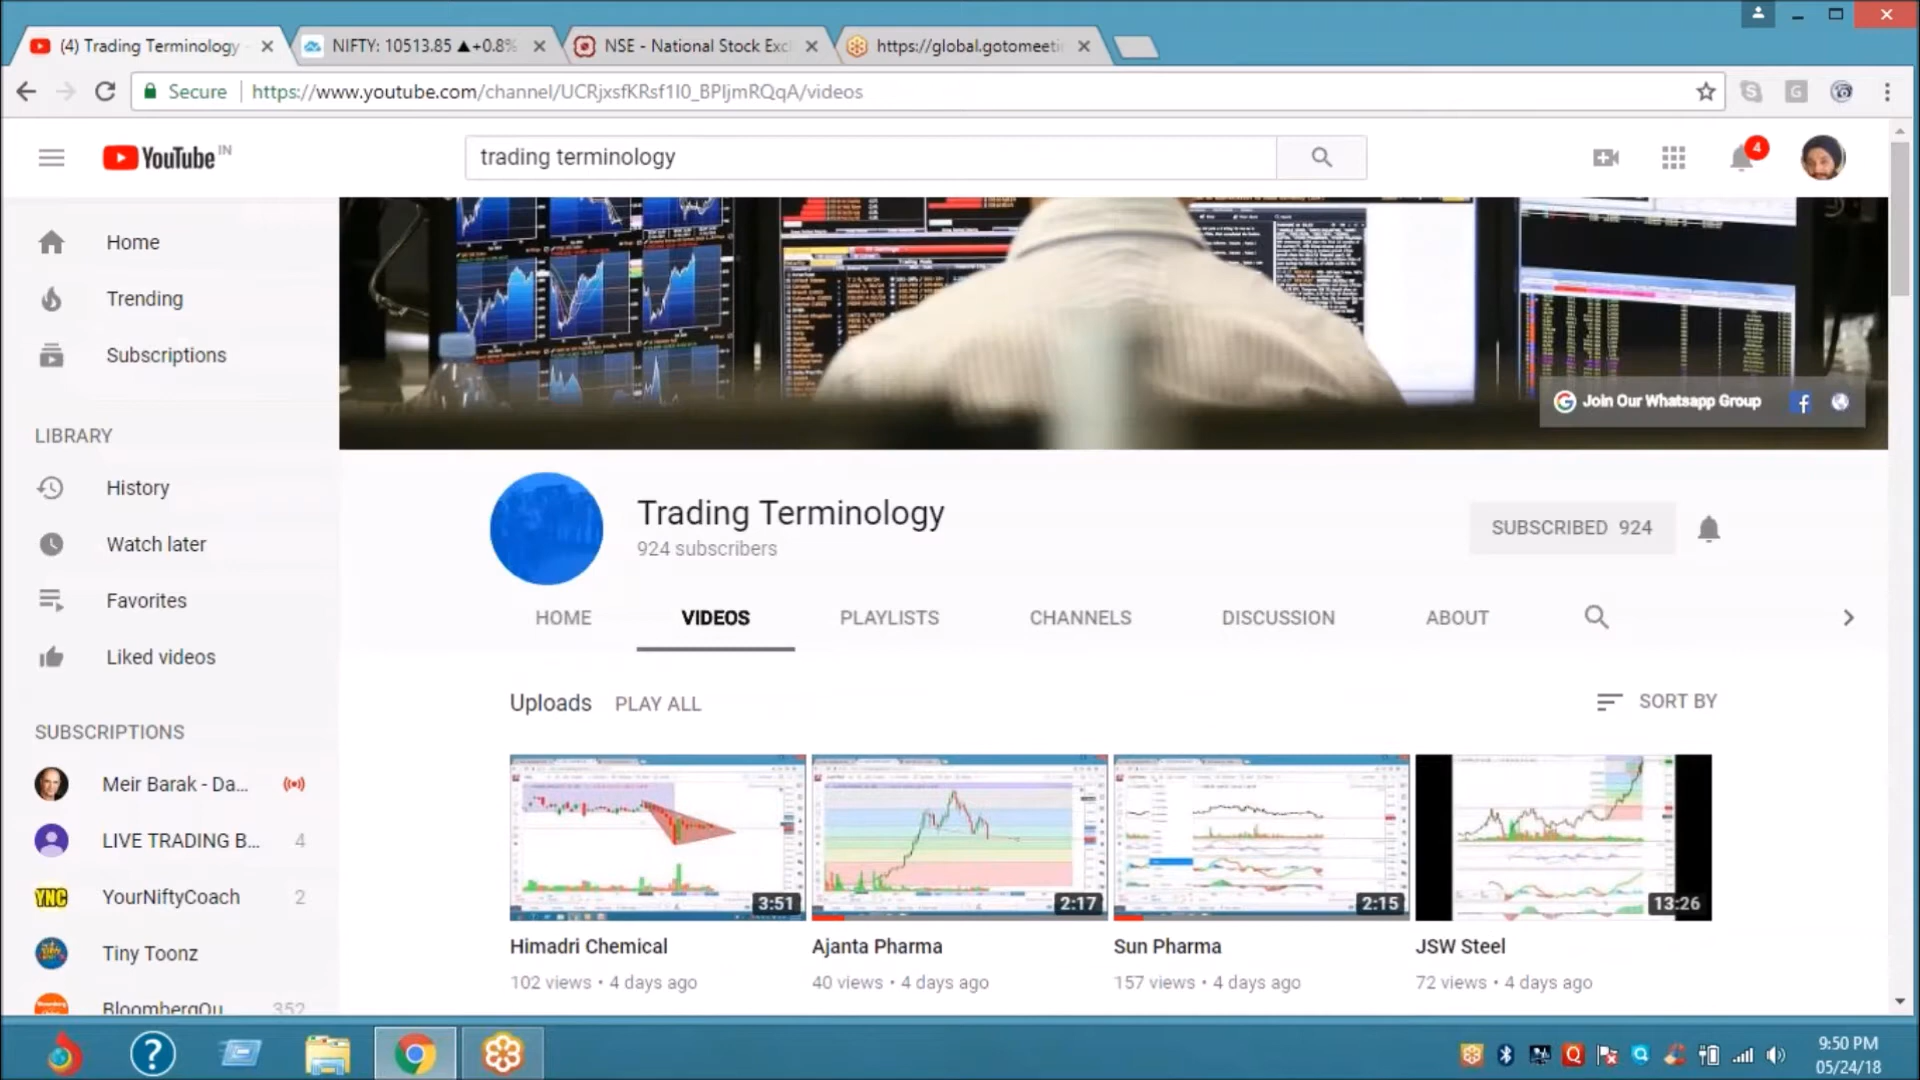 (4) Trading Terminology
NIFTY: 10513.85 ▲+0.8%
NSE - National Stock Exc
https://global.gotomeeti
Secure
https://www.youtube.com/channel/UCRjxsfKRsf1I0_BPIjmRQqA/videos
YouTube IN
trading terminology
4
Home
Trending
Subscriptions
LIBRARY
History
Watch later
Favorites
Liked videos
SUBSCRIPTIONS
Meir Barak - Da...
LIVE TRADING B... 4
YNC
YourNiftyCoach 2
Tiny Toonz
BloombergQu... 352
Join Our Whatsapp Group
Trading Terminology
924 subscribers
SUBSCRIBED 924
HOME VIDEOS PLAYLISTS CHANNELS DISCUSSION ABOUT
Uploads PLAY ALL
SORT BY
3:51
2:17
2:15
13:26
Himadri Chemical
102 views • 4 days ago
Ajanta Pharma
40 views • 4 days ago
Sun Pharma
157 views • 4 days ago
JSW Steel
72 views • 4 days ago
9:50 PM
05/24/18